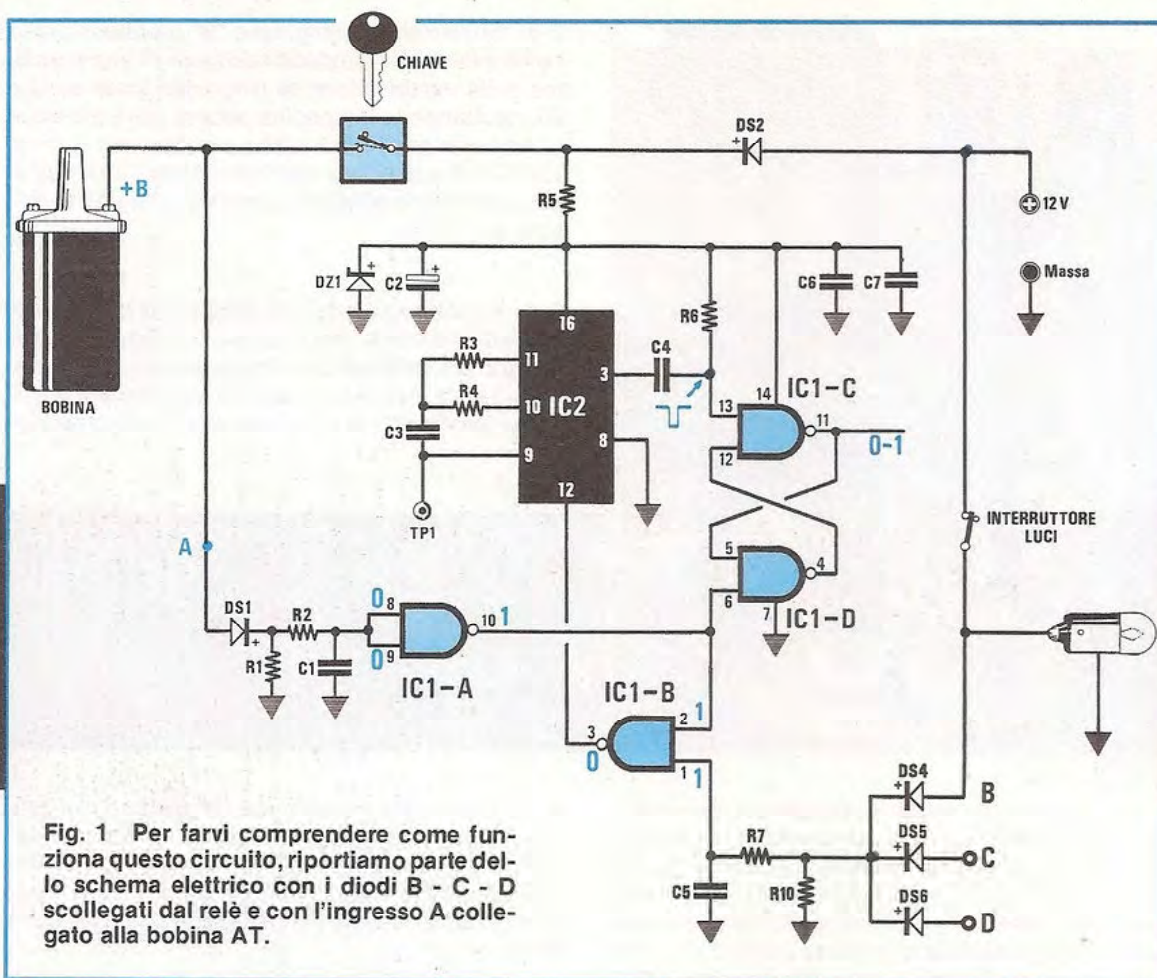 CHIAVE
+B
BOBINA
DS2
12 V
Massa
R5
DZ1
C2
R6
C6
C7
16
R3
11
C4
3
IC1-C
13
14
11
0-1
R4
10
IC2
C3
8
9
12
12
TP1
INTERRUTTORE
LUCI
A
5
4
6
7
IC1-D
DS1
R2
0
8
10
1
R1
C1
0
9
IC1-A
IC1-B
3
2
1
0
1
1
DS4
B
R7
DS5
C
C5
R10
DS6
D
Fig. 1 Per farvi comprendere come fun-
ziona questo circuito, riportiamo parte del-
lo schema elettrico con i diodi B - C - D
scollegati dal relè e con l'ingresso A colle-
gato alla bobina AT.